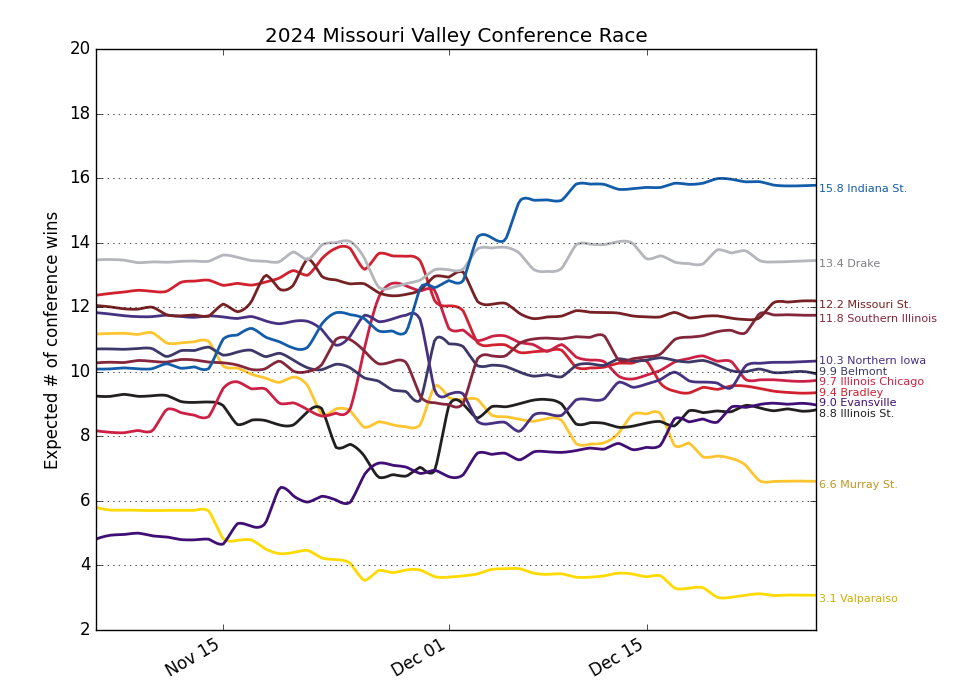 2024 Missouri Valley Conference Race
Expected # of conference wins
20
18
16
14
12
10
8
6
4
2
Nov 15
Dec 01
Dec 15
15.8 Indiana St.
13.4 Drake
12.2 Missouri St.
11.8 Southern Illinois
10.3 Northern Iowa
9.9 Belmont
9.7 Illinois Chicago
9.4 Bradley
9.0 Evansville
8.8 Illinois St.
6.6 Murray St.
3.1 Valparaiso